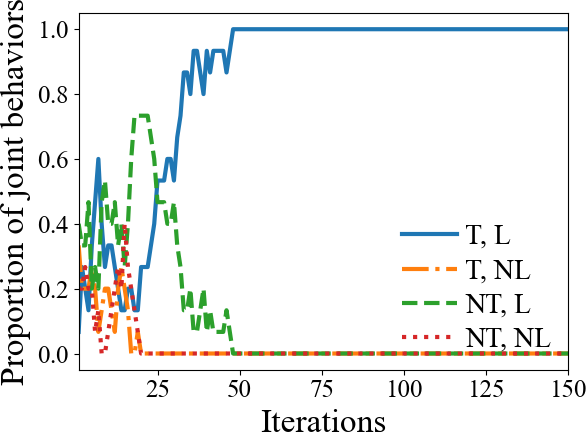 Proportion of joint behaviors
1.0
0.8
0.6
0.4
0.2
0.0
T, L
T, NL
NT, L
NT, NL
25 50 75 100 125 150
Iterations